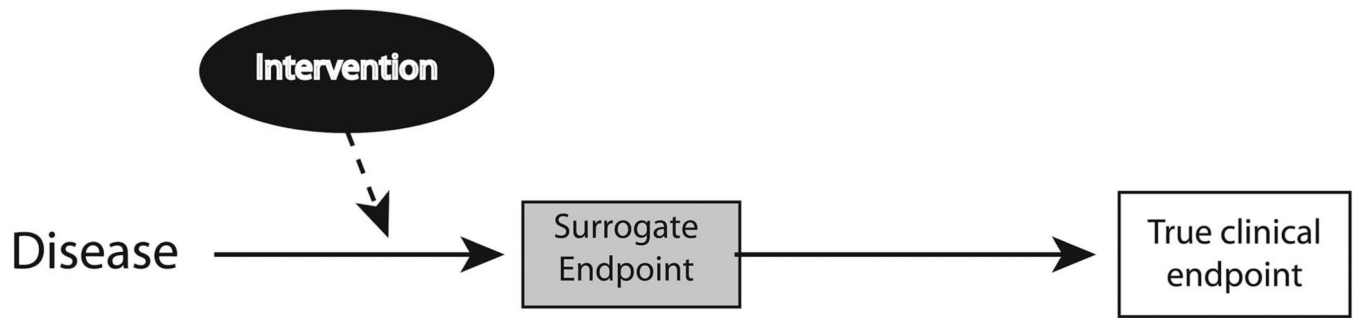 Intervention
Disease
Surrogate
Endpoint
True clinical
endpoint